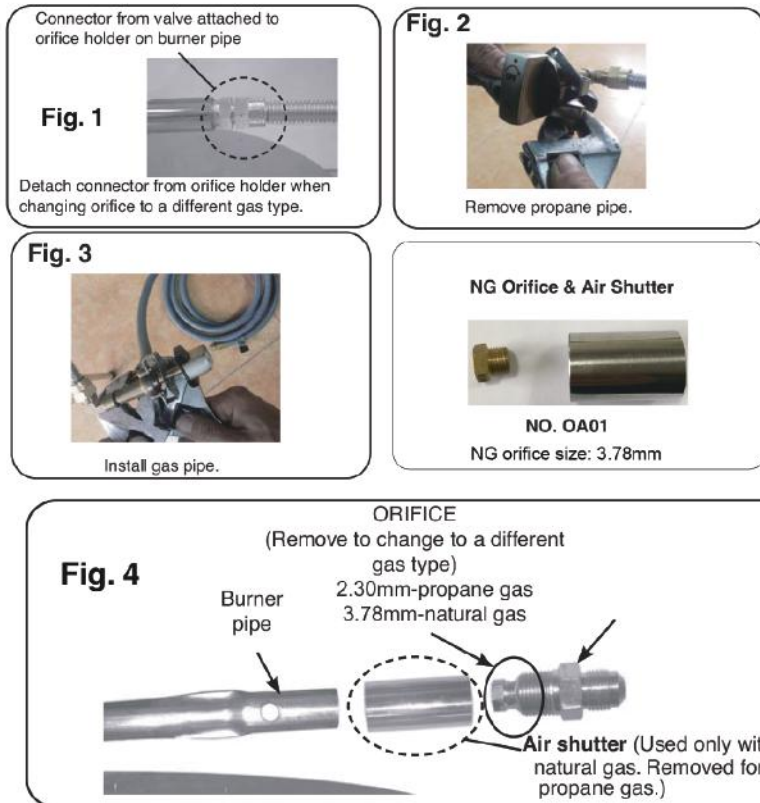 Connector from valve attached to
orifice holder on burner pipe
Fig. 1
Detach connector from orifice holder when
changing orifice to a different gas type.
Fig. 2
Remove propane pipe.
Fig. 3
Install gas pipe.
NG Orifice & Air Shutter
NO. OA01
NG orifice size: 3.78mm
Fig. 4
ORIFICE
(Remove to change to a different
gas type)
2.30mm-propane gas
3.78mm-natural gas
Burner
pipe
Air shutter (Used only wit
natural gas. Removed for
propane gas.)